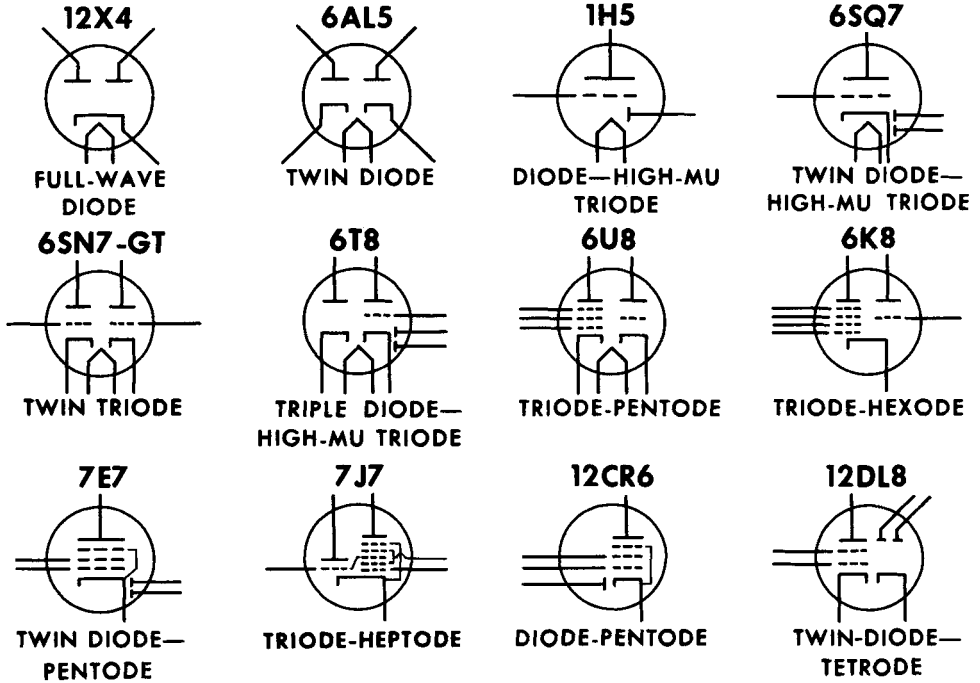 12X4
FULL-WAVE
DIODE
6AL5
TWIN DIODE
1H5
DIODE—HIGH-MU
TRIODE
6SQ7
TWIN DIODE—
HIGH-MU TRIODE
6SN7-GT
TWIN TRIODE
6T8
TRIPLE DIODE—
HIGH-MU TRIODE
6U8
TRIODE-PENTODE
6K8
TRIODE-HEXODE
7E7
TWIN DIODE—
PENTODE
7J7
TRIODE-HEPTODE
12CR6
DIODE-PENTODE
12DL8
TWIN-DIODE—
TETRODE